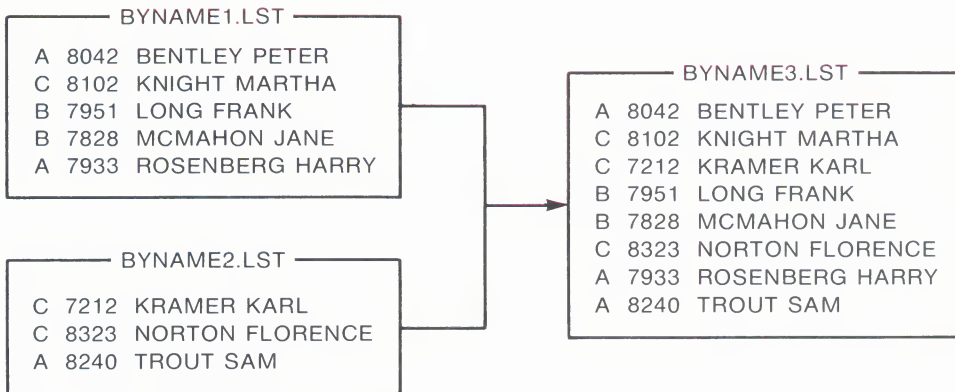 BYNAME1.LST
A 8042 BENTLEY PETER
C 8102 KNIGHT MARTHA
B 7951 LONG FRANK
B 7828 MCMAHON JANE
A 7933 ROSENBERG HARRY
BYNAME2.LST
C 7212 KRAMER KARL
C 8323 NORTON FLORENCE
A 8240 TROUT SAM
BYNAME3.LST
A 8042 BENTLEY PETER
C 8102 KNIGHT MARTHA
C 7212 KRAMER KARL
B 7951 LONG FRANK
B 7828 MCMAHON JANE
C 8323 NORTON FLORENCE
A 7933 ROSENBERG HARRY
A 8240 TROUT SAM